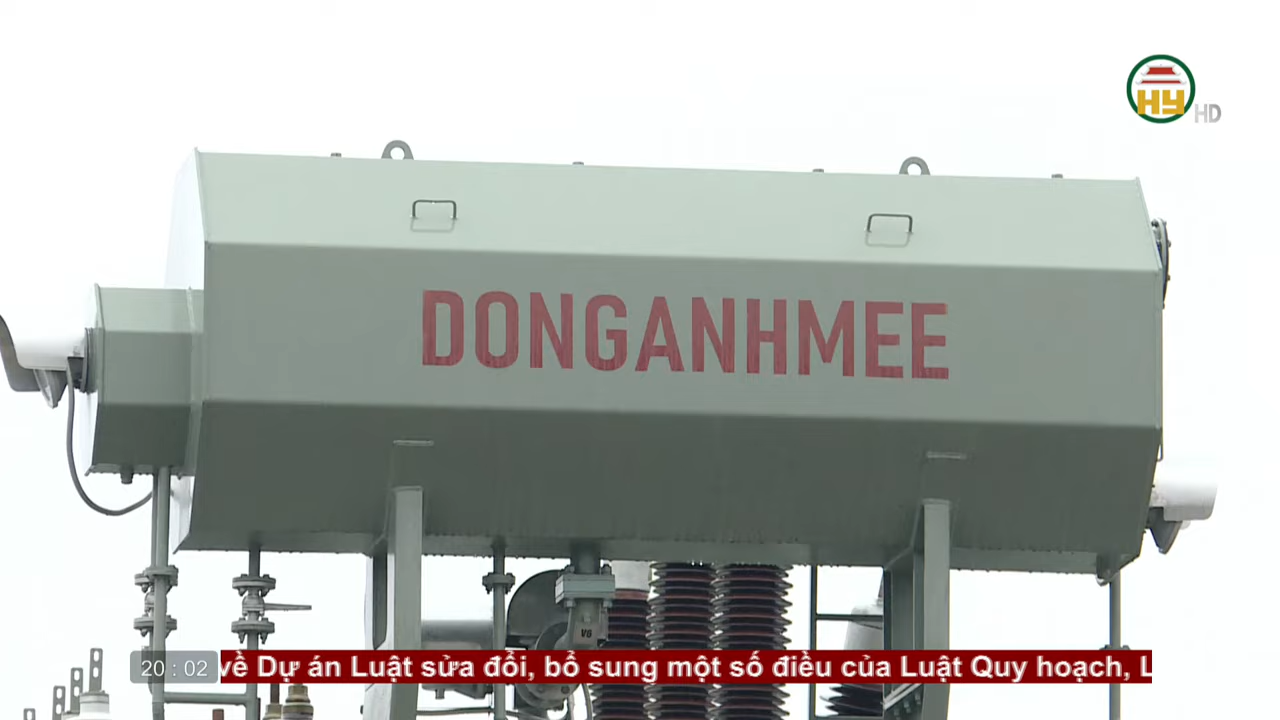 HY HD
DONGANHMEE
V6
20 : 02 về Dự án Luật sửa đổi, bổ sung một số điều của Luật Quy hoạch, L